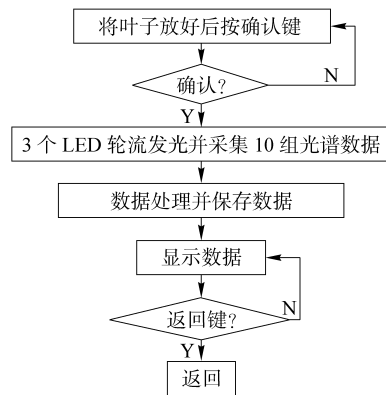 将叶子放好后按确认键
确认?
N
Y
3 个 LED 轮流发光并采集 10 组光谱数据
数据处理并保存数据
显示数据
返回键?
N
Y
返回